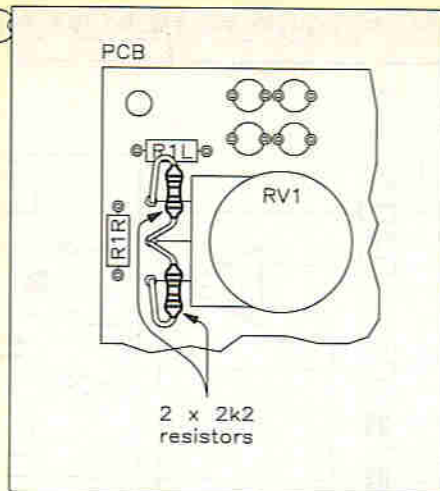 PCB
R1L
RV1
R1R
2 x 2k2
resistors